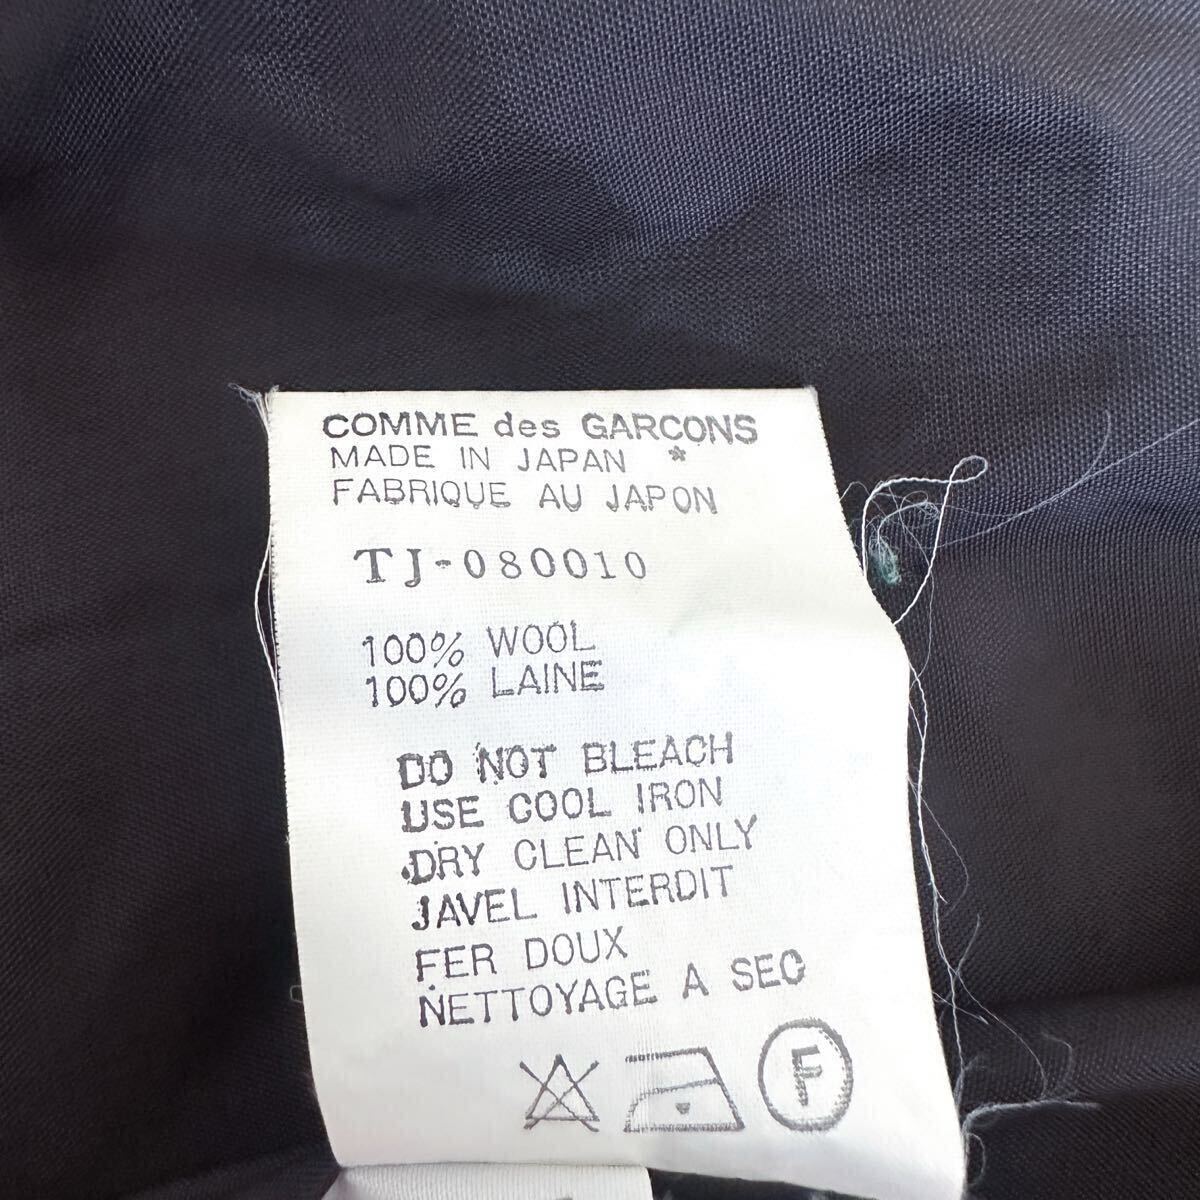 COMME des GARCONS
MADE IN JAPAN *
FABRIQUE AU JAPON
TJ-080010
100% WOOL
100% LAINE
DO NOT BLEACH
USE COOL IRON
DRY CLEAN ONLY
JAVEL INTERDIT
FER DOUX
NETTOYAGE A SEC
F